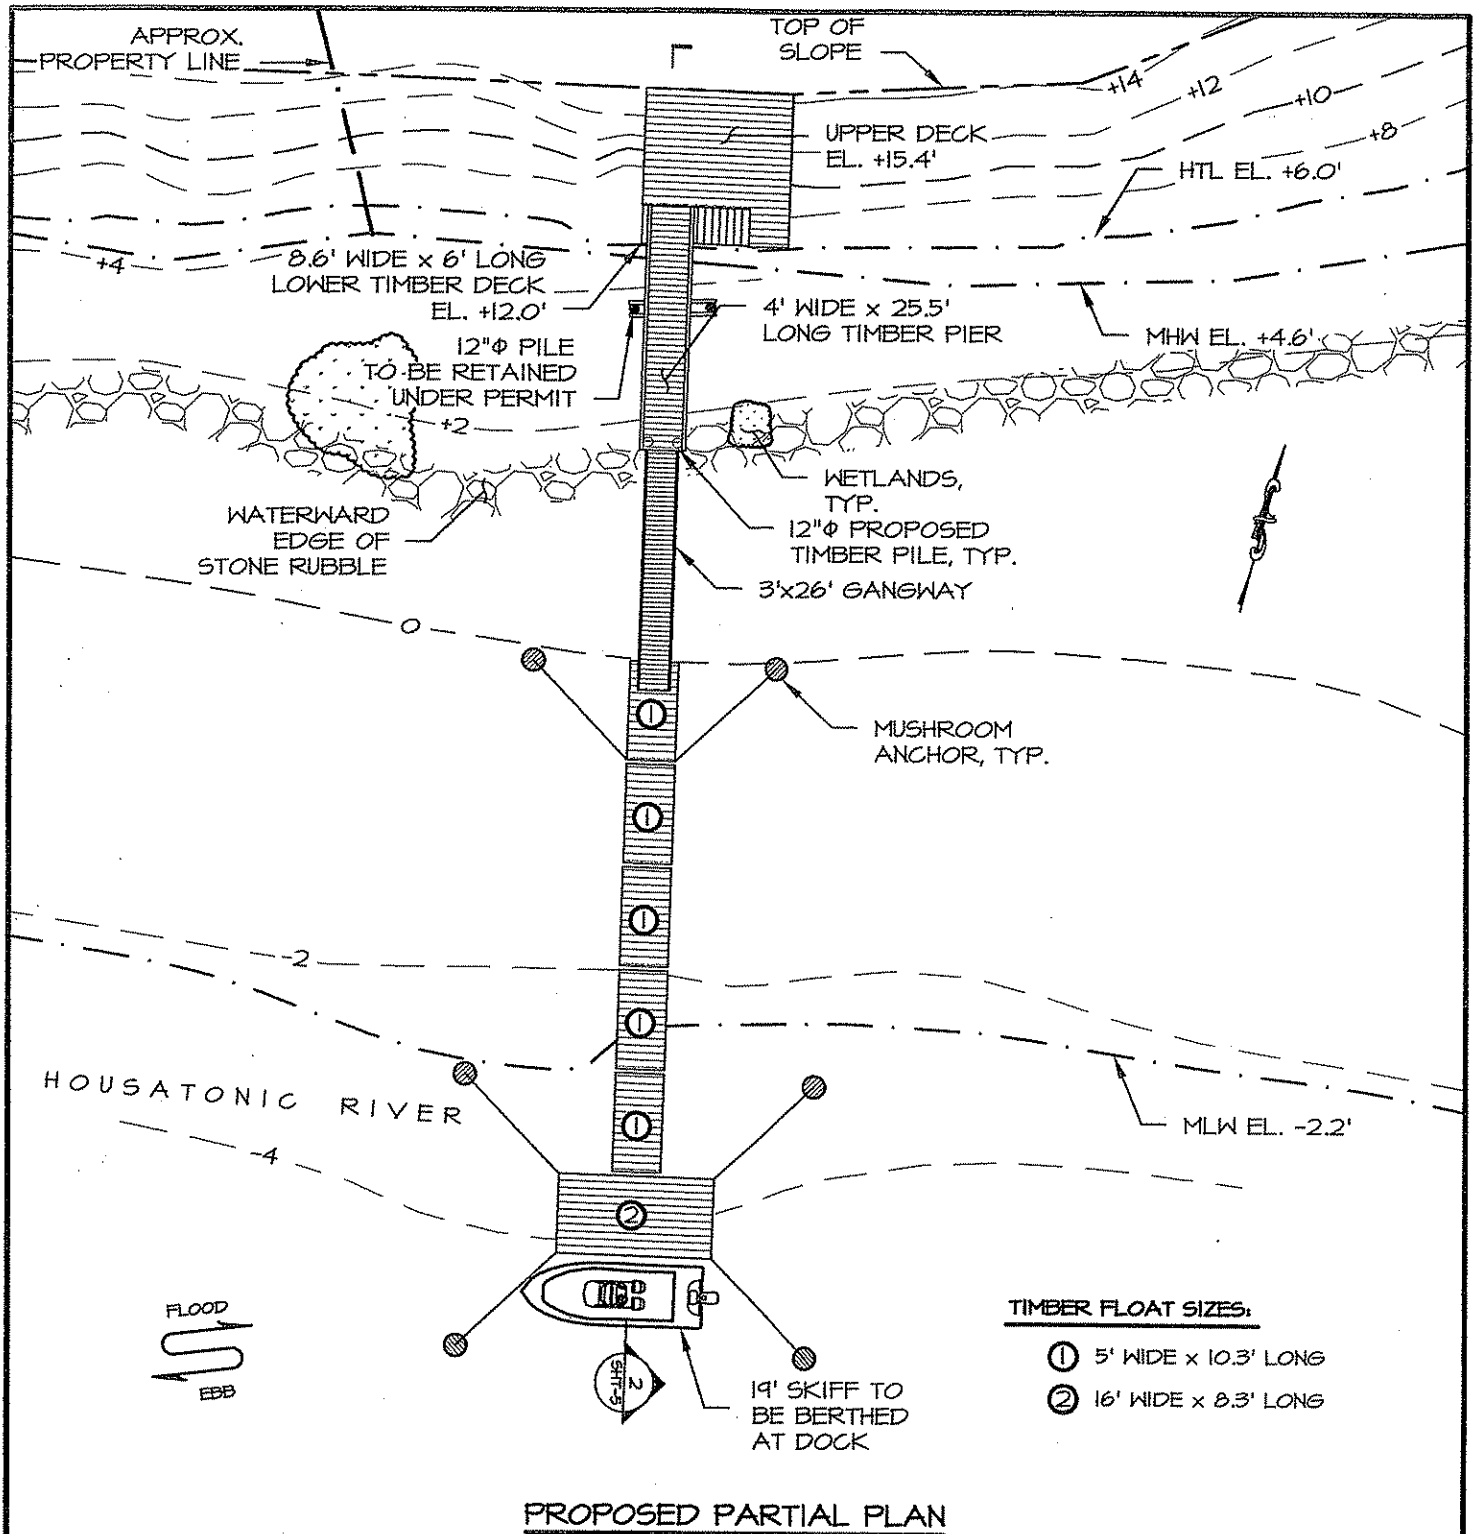 APPROX.
PROPERTY LINE
TOP OF
SLOPE
+14
+12
+10
+8
UPPER DECK
EL. +15.4'
HTL EL. +6.0'
+4
8.6' WIDE x 6' LONG
LOWER TIMBER DECK
EL. +12.0'
4' WIDE x 25.5'
LONG TIMBER PIER
MHW EL. +4.6'
12"Φ PILE
TO BE RETAINED
UNDER PERMIT
+2
WETLANDS,
TYP.
WATERWARD
EDGE OF
STONE RUBBLE
12"Φ PROPOSED
TIMBER PILE, TYP.
3'x26' GANGWAY
0
1
MUSHROOM
ANCHOR, TYP.
1
1
-2
1
HOUSATONIC RIVER
1
MLW EL. -2.2'
-4
2
FLOOD
EBB
2
SHT-5
19' SKIFF TO
BE BERTHED
AT DOCK
TIMBER FLOAT SIZES:
1 5' WIDE x 10.3' LONG
2 16' WIDE x 8.3' LONG
PROPOSED PARTIAL PLAN